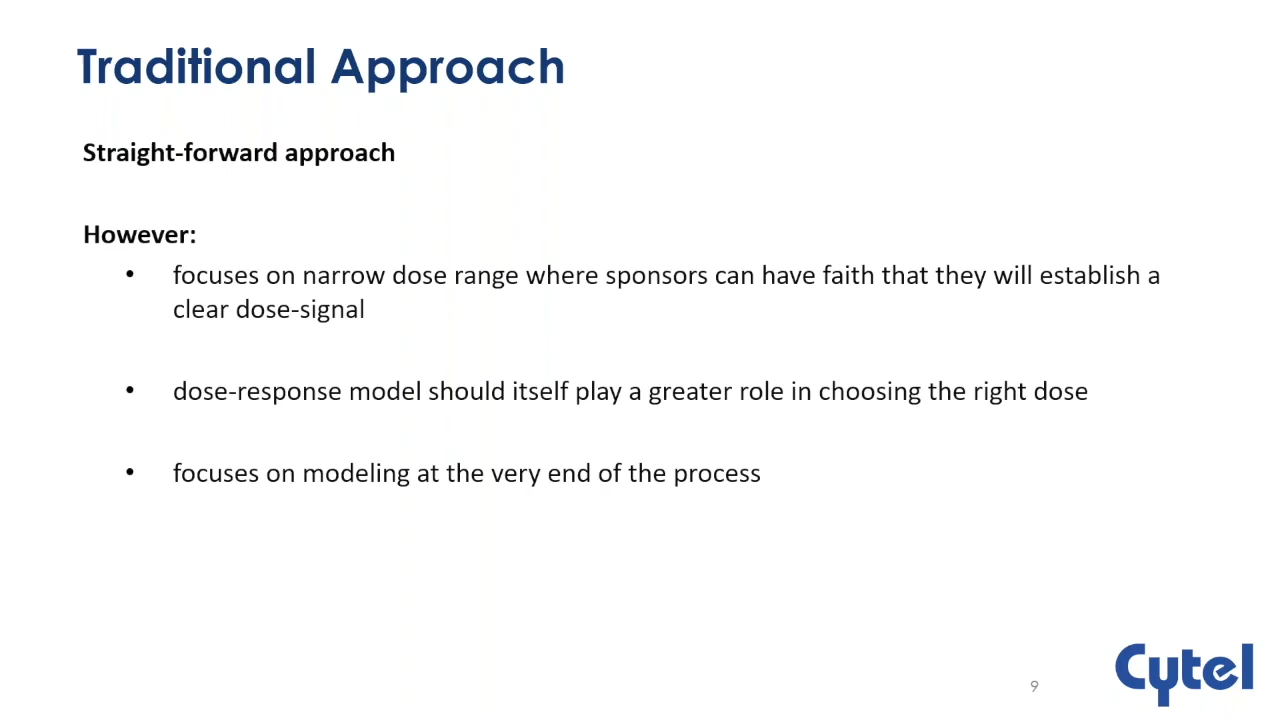 Traditional Approach
Straight-forward approach
However:
• focuses on narrow dose range where sponsors can have faith that they will establish a
clear dose-signal
• dose-response model should itself play a greater role in choosing the right dose
• focuses on modeling at the very end of the process
9
Cytel